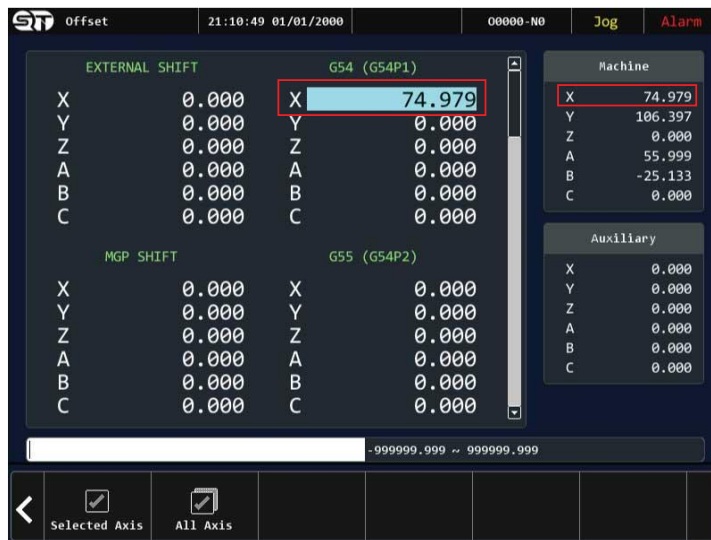 ST Offset 21:10:49 01/01/2000 O0000-N0 Jog Alarm
EXTERNAL SHIFT
X 0.000
Y 0.000
Z 0.000
A 0.000
B 0.000
C 0.000
G54 (G54P1)
X 74.979
Y 0.000
Z 0.000
A 0.000
B 0.000
C 0.000
MGP SHIFT
X 0.000
Y 0.000
Z 0.000
A 0.000
B 0.000
C 0.000
G55 (G54P2)
X 0.000
Y 0.000
Z 0.000
A 0.000
B 0.000
C 0.000
Machine
X 74.979
Y 106.397
Z 0.000
A 55.999
B -25.133
C 0.000
Auxiliary
X 0.000
Y 0.000
Z 0.000
A 0.000
B 0.000
C 0.000
-999999.999 ~ 999999.999
Selected Axis
All Axis